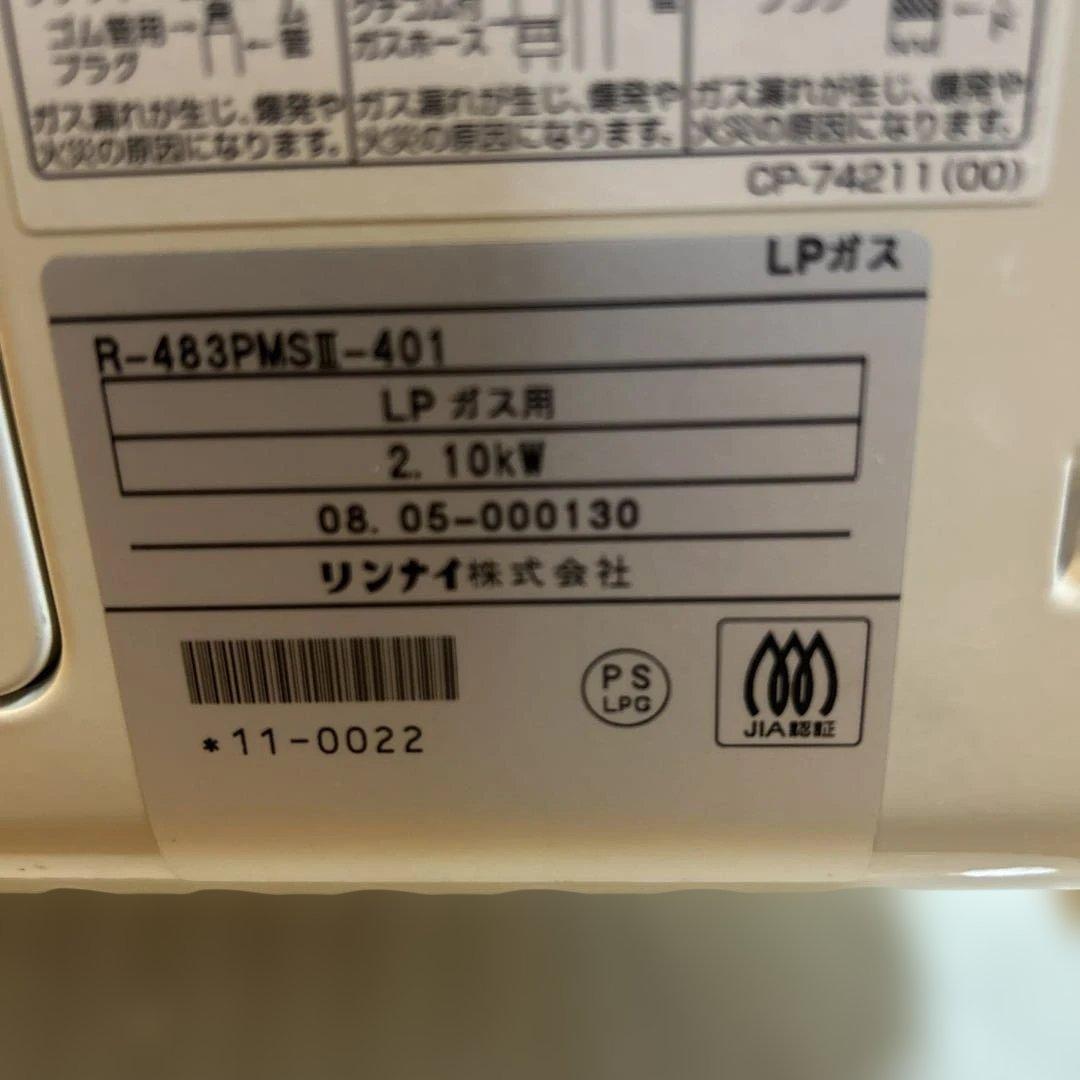 ゴム管用
プラグ
ム
管
ガスホース
ガス漏れが生じ、爆発や
火災の原因になります。
ガス漏れが生じ、爆発や
火災の原因になります。
ード
ガス漏れが生じ、爆発や
火災の原因になります。
CP-74211(00)
LPガス
R-483PMSⅡ-401
LP ガス用
2. 10kW
08. 05-000130
リンナイ株式会社
*11-0022
PS
LPG
JIA認証